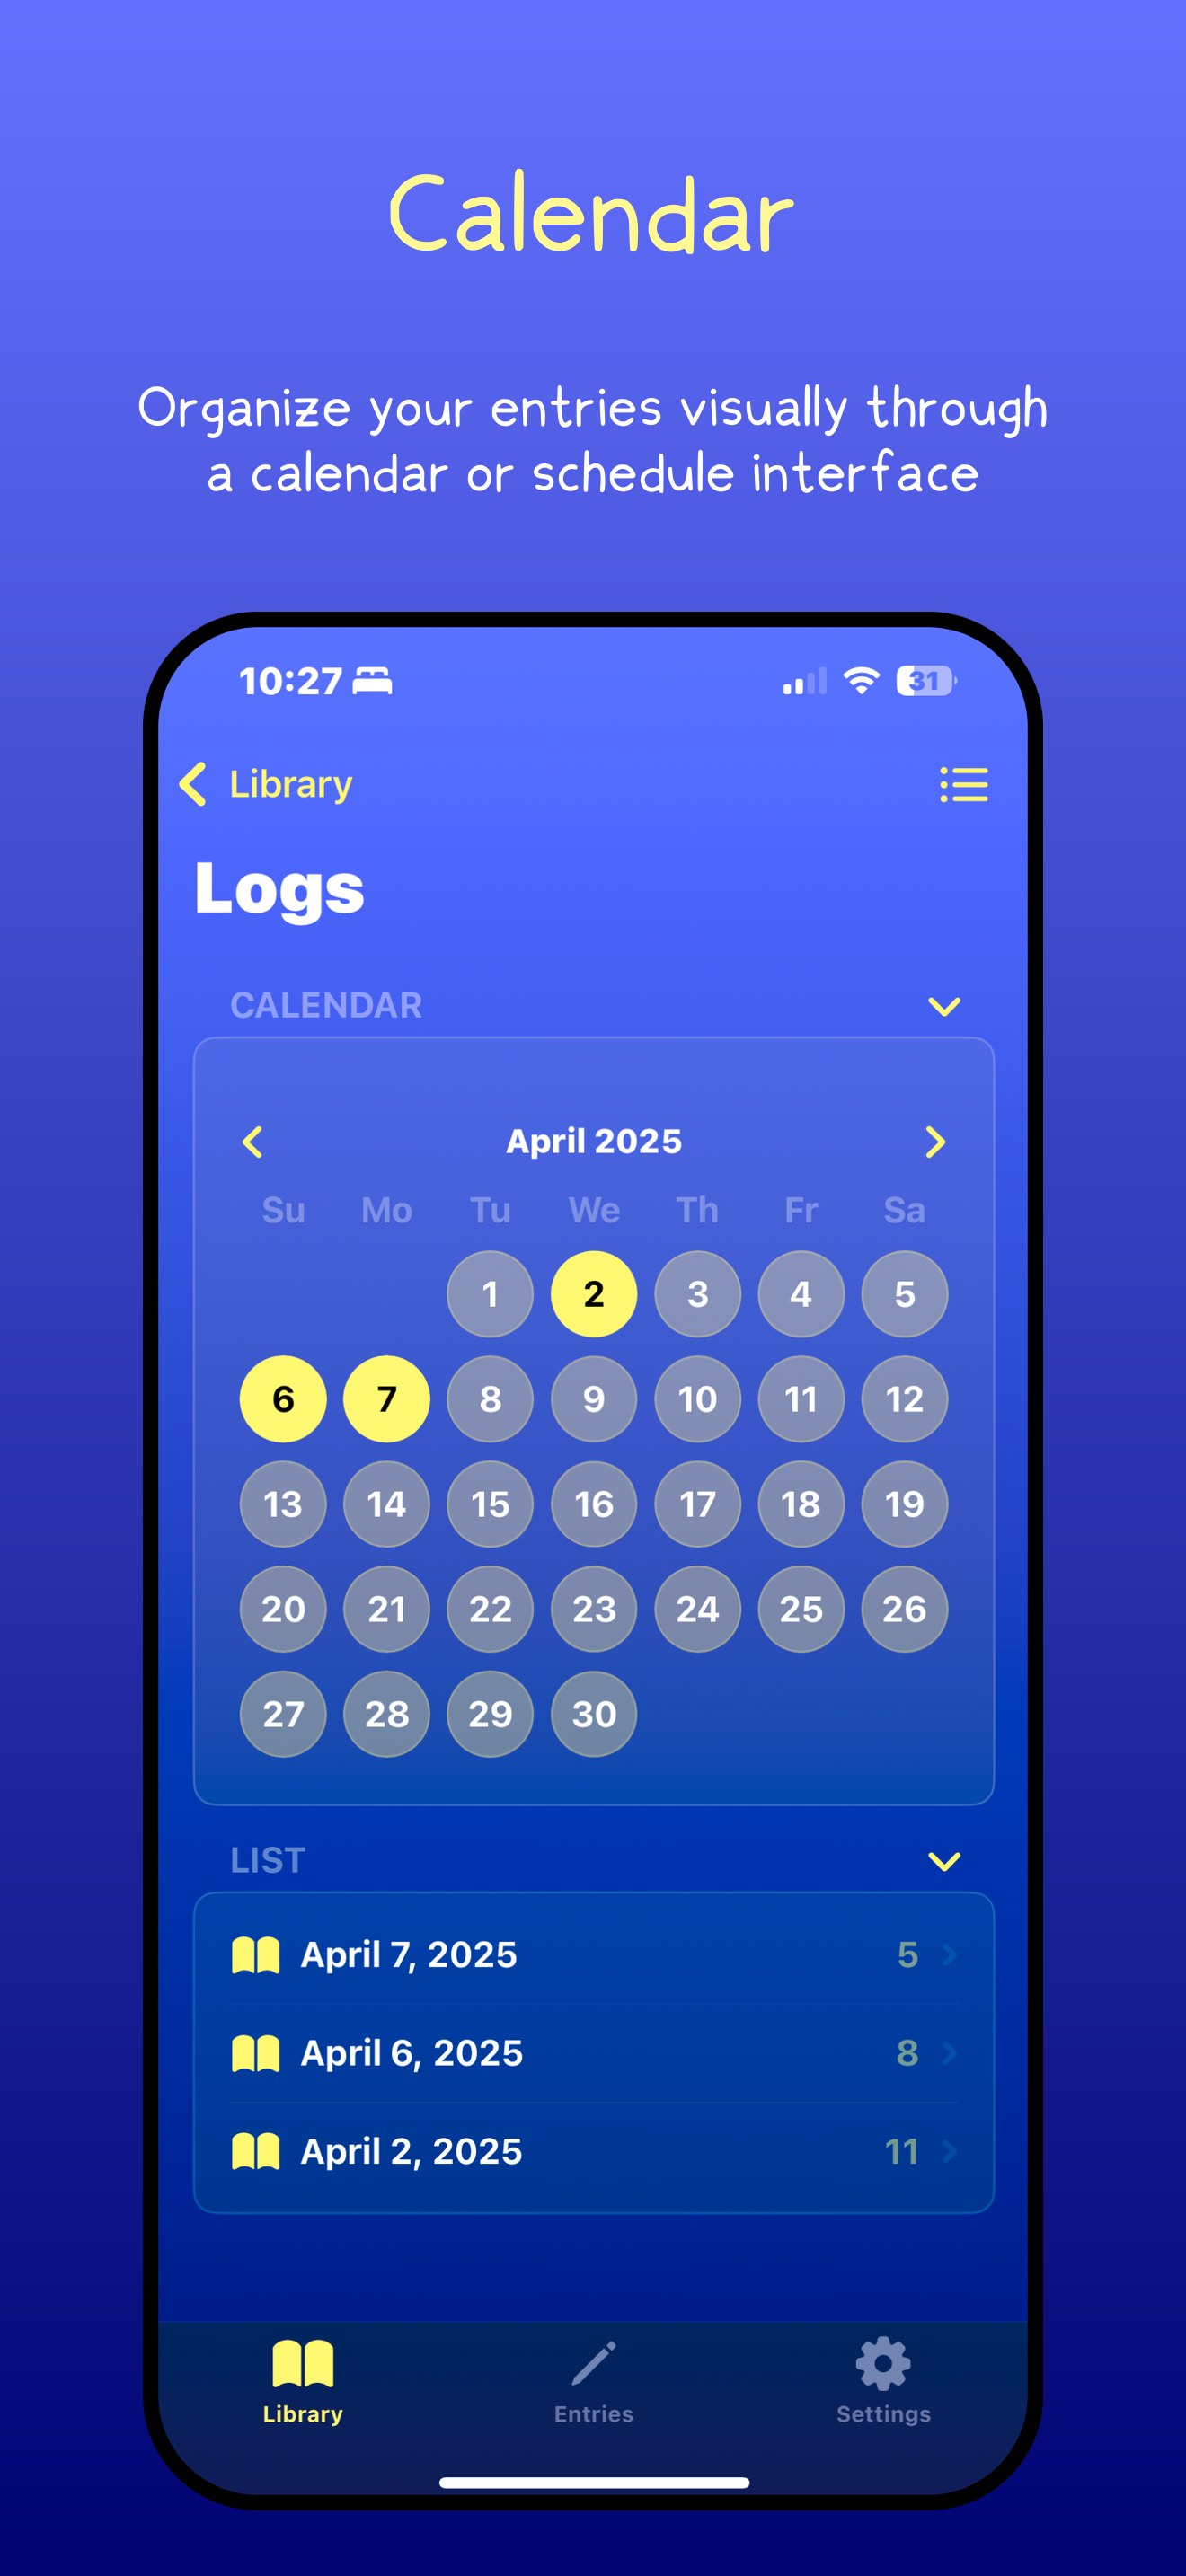 Calendar
Organize your entries visually through
a calendar or schedule interface
10:27 31
Library
Logs
CALENDAR
April 2025
Su Mo Tu We Th Fr Sa
1 2 3 4 5
6 7 8 9 10 11 12
13 14 15 16 17 18 19
20 21 22 23 24 25 26
27 28 29 30
LIST
April 7, 2025 5
April 6, 2025 8
April 2, 2025 11
Library Entries Settings